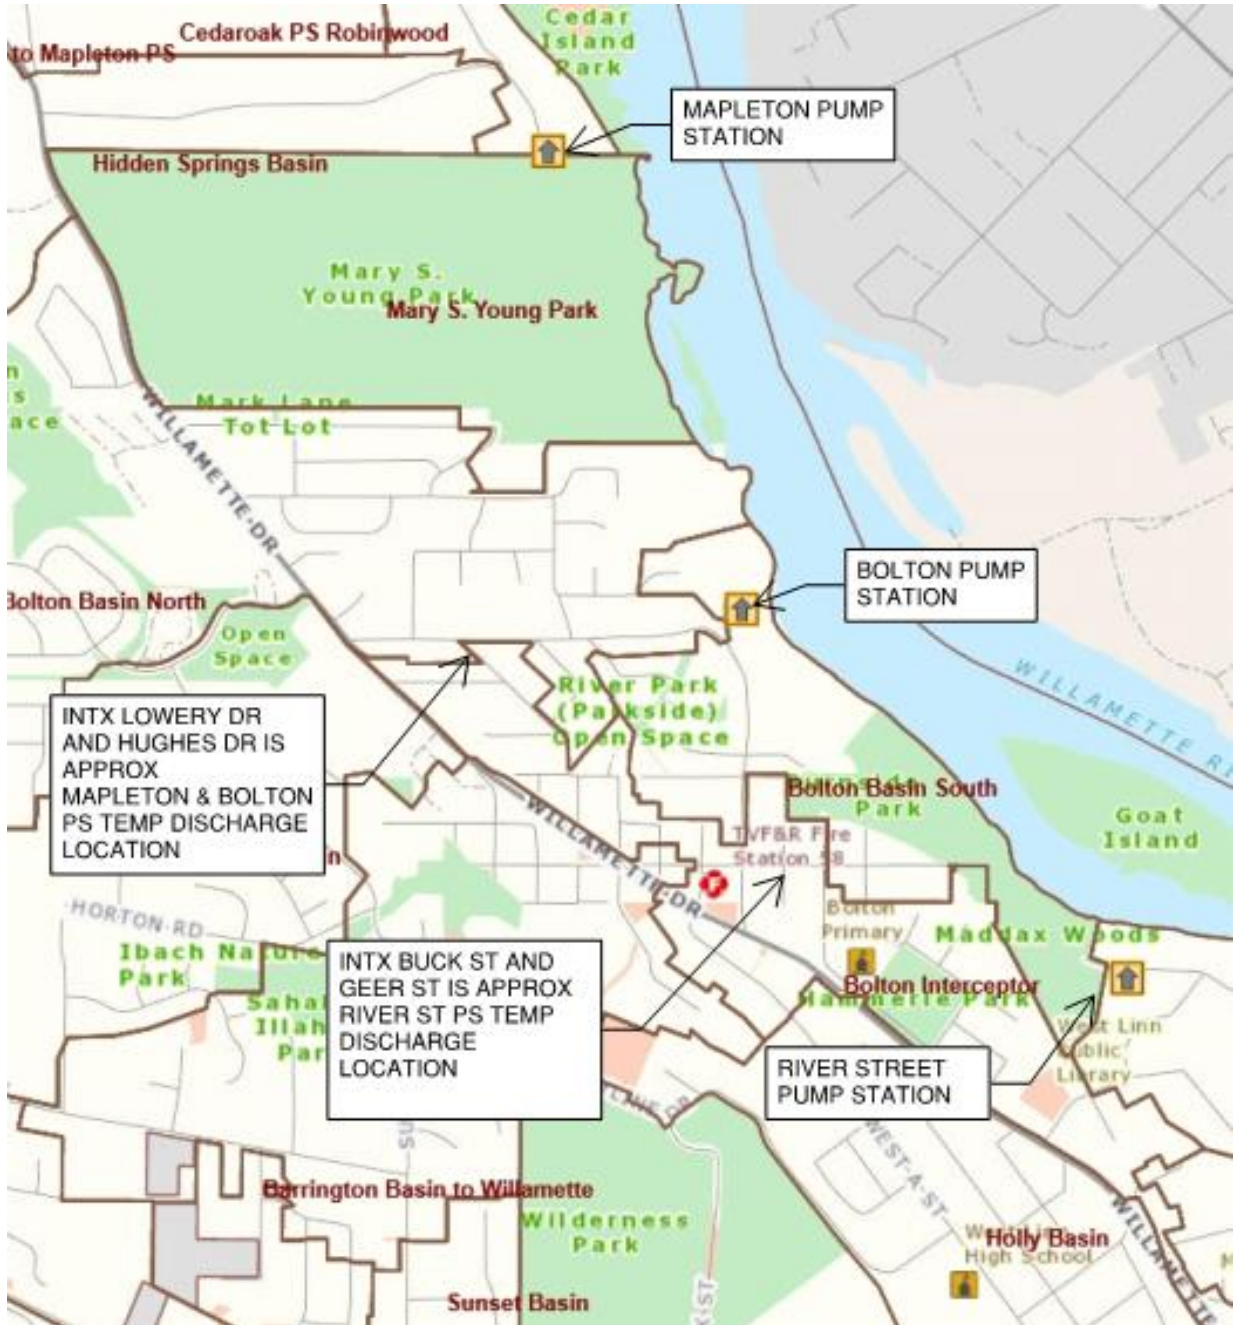 Cedar
Island
Park
Cedaroak PS Robinwood
to Mapleton PS
MAPLETON PUMP
STATION
Hidden Springs Basin
Mary S.
Young Park
Mary S. Young Park
Mark Lane
Tot Lot
WILLAMETTE DR
BOLTON PUMP
STATION
Bolton Basin North
Open
Space
River Park
(Parkside)
Open Space
WILLAMETTE
INTX LOWERY DR
AND HUGHES DR IS
APPROX
MAPLETON & BOLTON
PS TEMP DISCHARGE
LOCATION
Bolton Basin South
Park
Goat
Island
TVF&R Fire
Station 58
WILLAMETTE-DR
HORTON RD
Bolton
Primary
Maddax Woods
Ibach Nature
Park
INTX BUCK ST AND
GEER ST IS APPROX
RIVER ST PS TEMP
DISCHARGE
LOCATION
Bolton Interceptor
Hammerle Park
West Linn
Public
Library
RIVER STREET
PUMP STATION
WEST-A-ST
Barrington Basin to Willamette
Wilderness
Park
WILLAMETTE
Holly Basin
High School
Sunset Basin